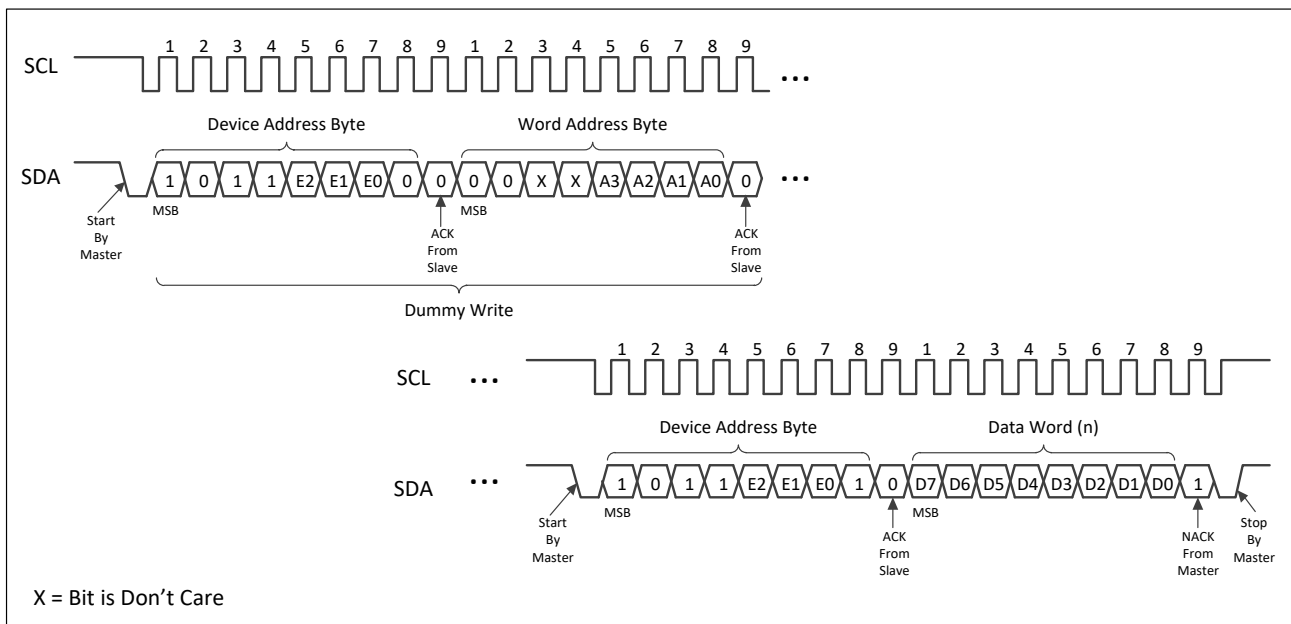 1 2 3 4 5 6 7 8 9 1 2 3 4 5 6 7 8 9
SCL ...
Device Address Byte Word Address Byte
SDA 1 0 1 1 E2 E1 E0 0 0 0 0 X X A3 A2 A1 A0 0 ...
MSB MSB
Start
By
Master
ACK
From
Slave
ACK
From
Slave
Dummy Write
1 2 3 4 5 6 7 8 9 1 2 3 4 5 6 7 8 9
SCL ...
Device Address Byte Data Word (n)
SDA ... 1 0 1 1 E2 E1 E0 1 0 D7 D6 D5 D4 D3 D2 D1 D0 1
MSB MSB
Start
By
Master
ACK
From
Slave
NACK
From
Master
Stop
By
Master
X = Bit is Don’t Care